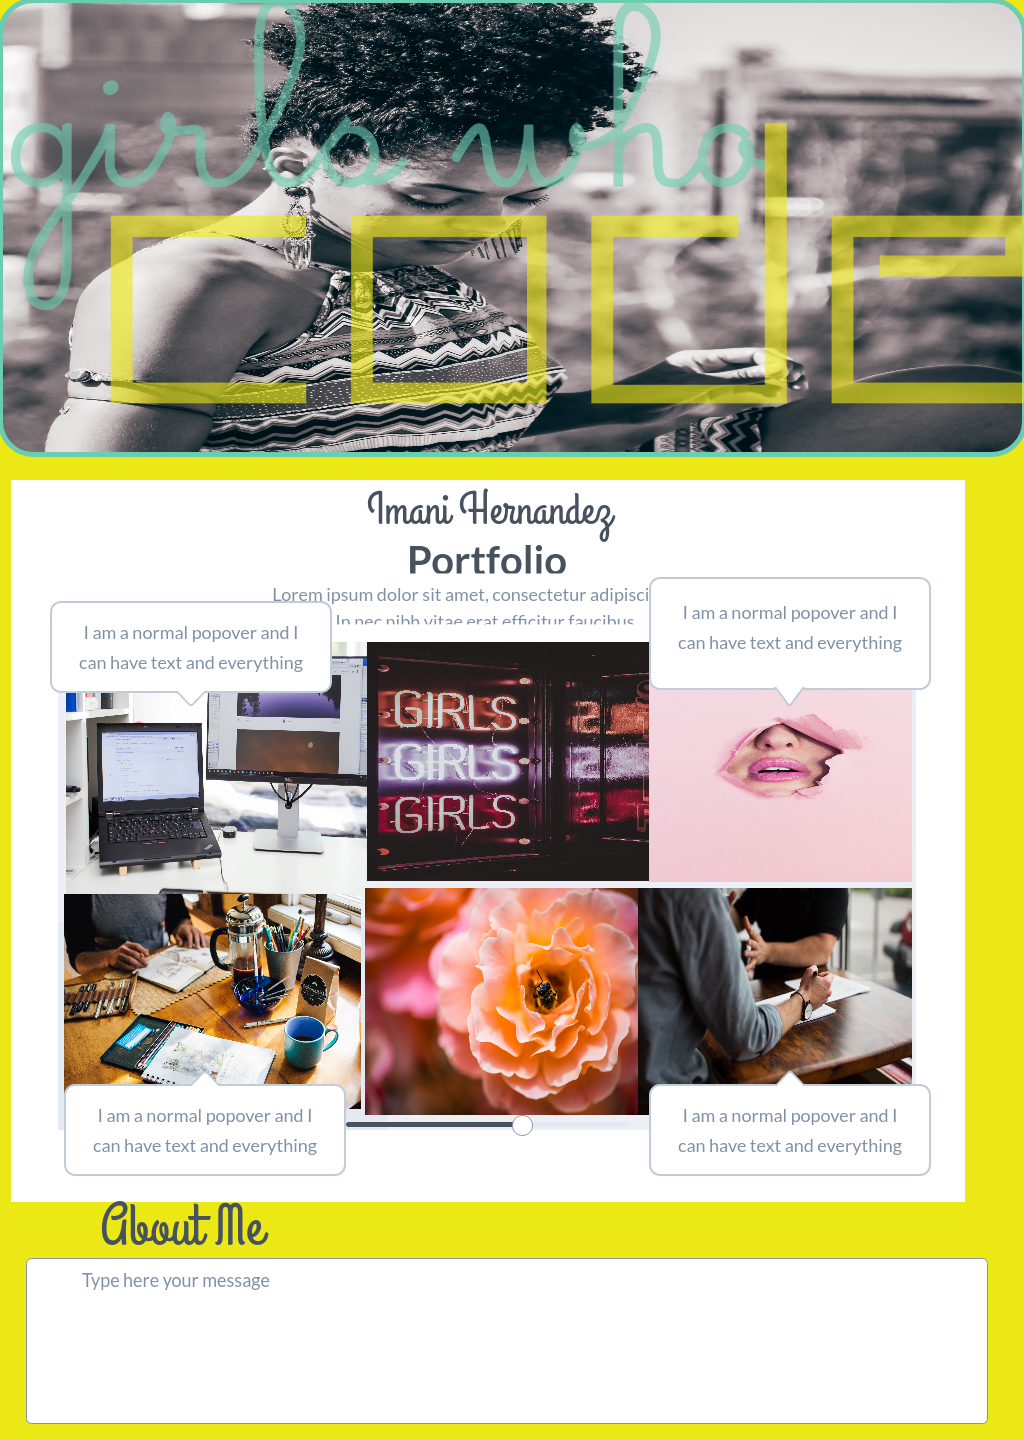 girls who
code
Imani Hernandez
Portfolio
Lorem ipsum dolor sit amet, consectetur adipisci
In nec nibh vitae erat efficitur faucibus
I am a normal popover and I
can have text and everything
I am a normal popover and I
can have text and everything
GIRLS
GIRLS
GIRLS
I am a normal popover and I
can have text and everything
I am a normal popover and I
can have text and everything
About Me
Type here your message